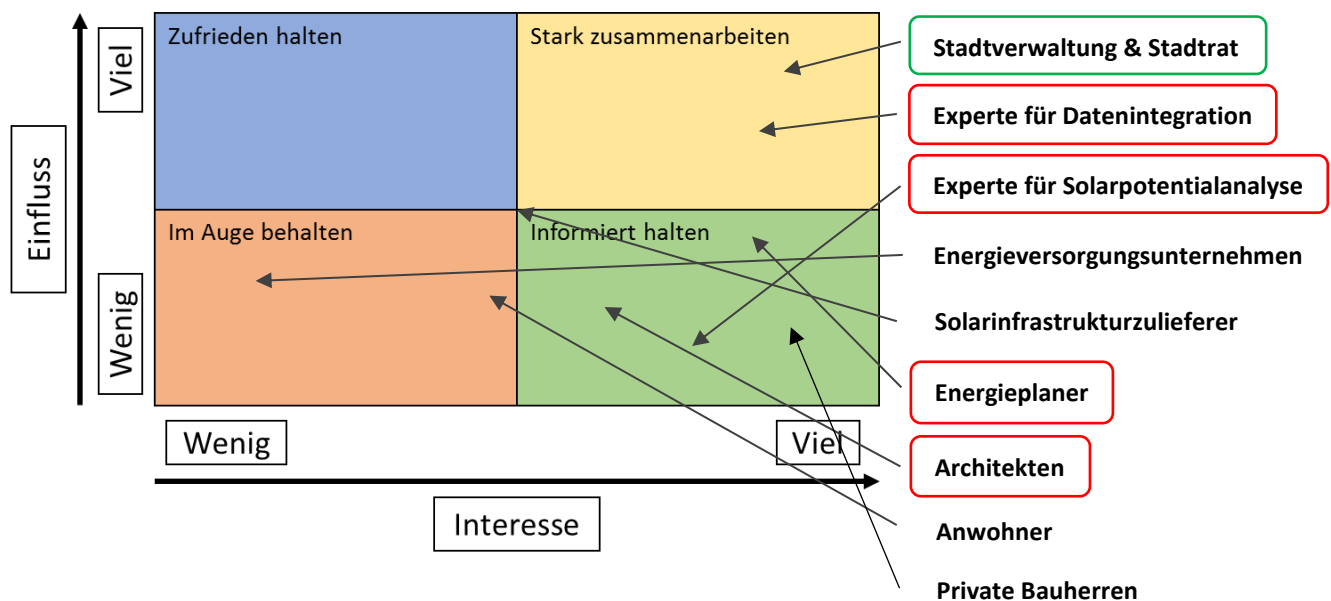 Zufrieden halten
Stark zusammenarbeiten
Stadtverwaltung & Stadtrat
Viel
Experte für Datenintegration
Einfluss
Experte für Solarpotentialanalyse
Im Auge behalten
Informiert halten
Energieversorgungsunternehmen
Wenig
Solarinfrastrukturzulieferer
Energieplaner
Wenig
Viel
Architekten
Interesse
Anwohner
Private Bauherren